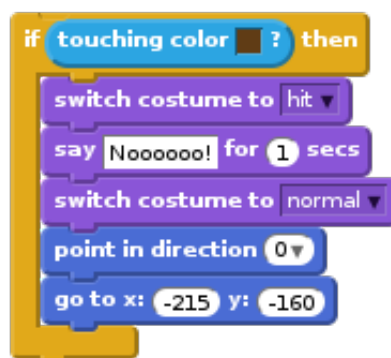 if touching color ? then
switch costume to hit
say Noooooo! for 1 secs
switch costume to normal
point in direction 0
go to x: -215 y: -160